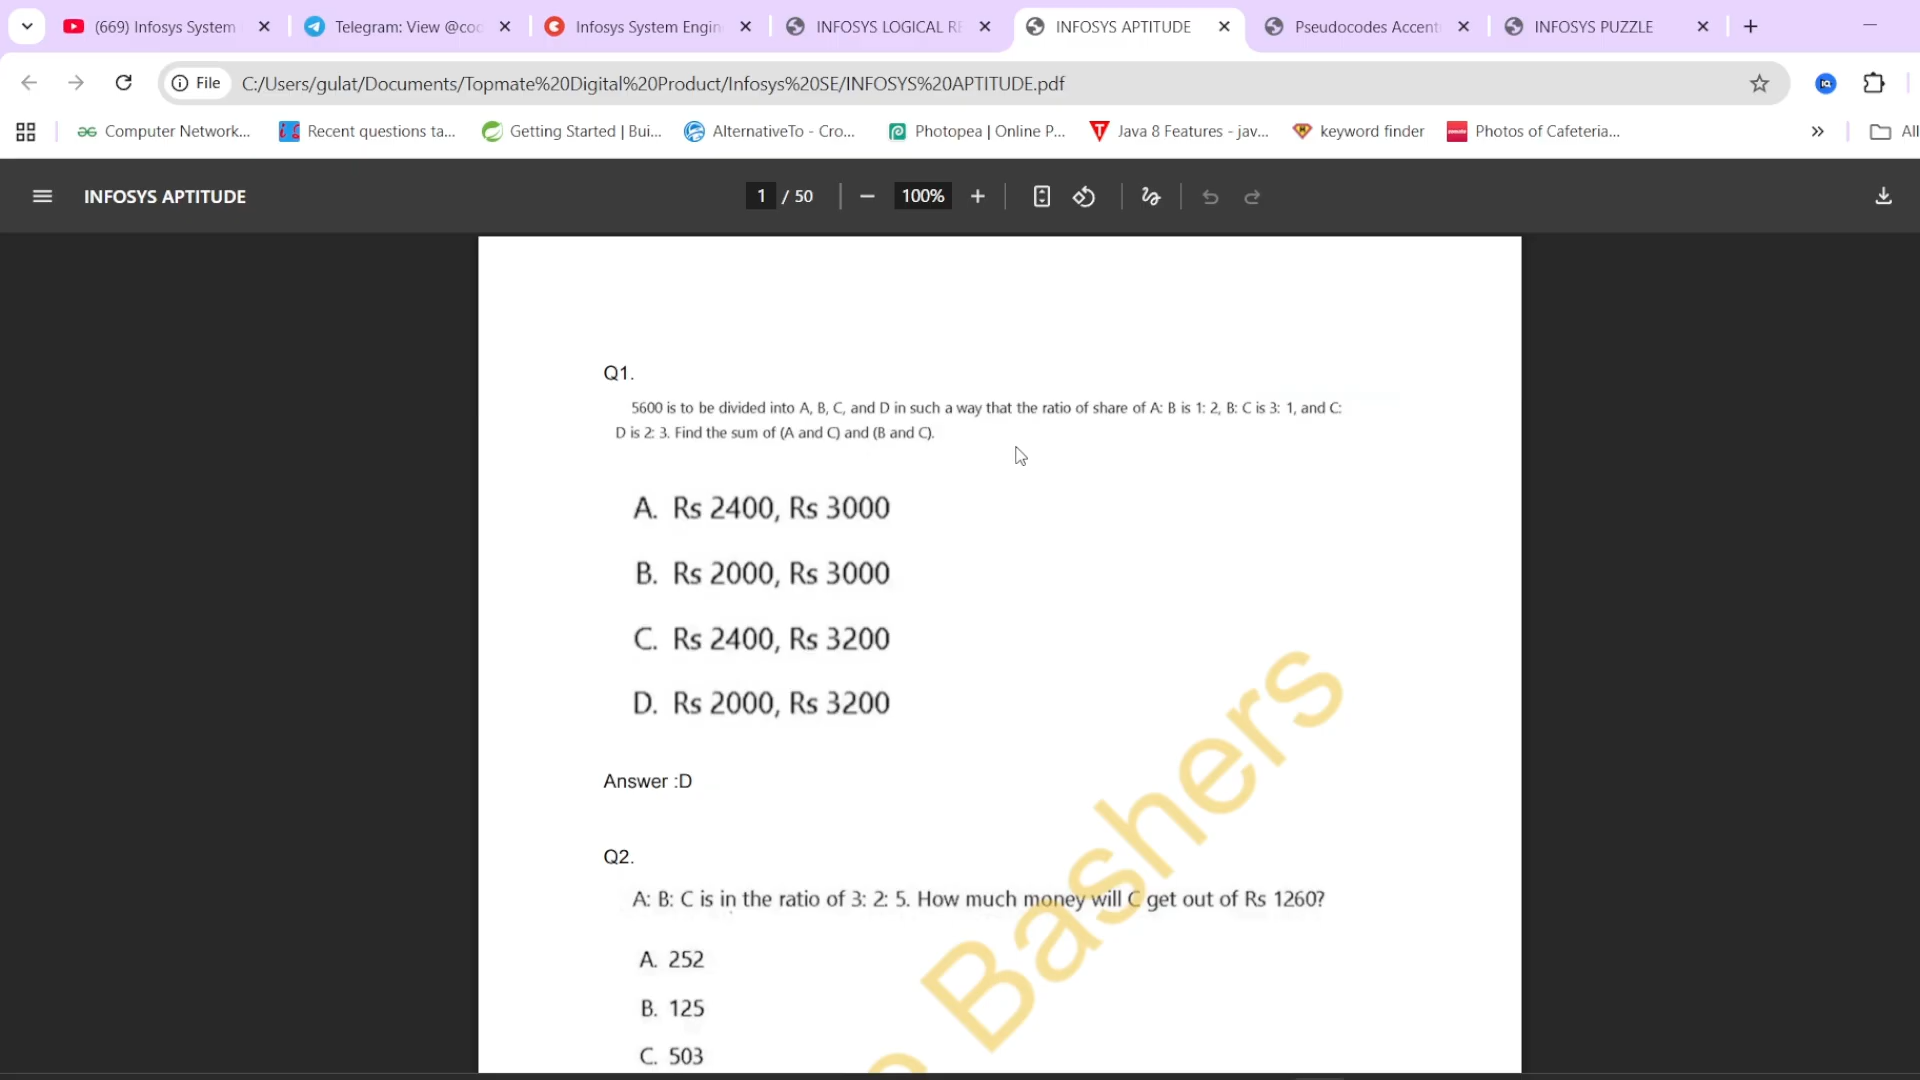 (669) Infosys System
Telegram: View @coc
Infosys System Engin
INFOSYS LOGICAL RE
INFOSYS APTITUDE
Pseudocodes Accent
INFOSYS PUZZLE
File
C:/Users/gulat/Documents/Topmate%20Digital%20Product/Infosys%20SE/INFOSYS%20APTITUDE.pdf
Computer Network...
Recent questions ta...
Getting Started | Bui...
AlternativeTo - Cro...
Photopea | Online P...
Java 8 Features - jav...
keyword finder
Photos of Cafeteria...
All
INFOSYS APTITUDE
1 / 50
100%
Q1.
5600 is to be divided into A, B, C, and D in such a way that the ratio of share of A: B is 1: 2, B: C is 3: 1, and C:
D is 2: 3. Find the sum of (A and C) and (B and C).
A. Rs 2400, Rs 3000
B. Rs 2000, Rs 3000
C. Rs 2400, Rs 3200
D. Rs 2000, Rs 3200
Answer :D
Q2.
A: B: C is in the ratio of 3: 2: 5. How much money will C get out of Rs 1260?
A. 252
B. 125
C. 503
Bashers